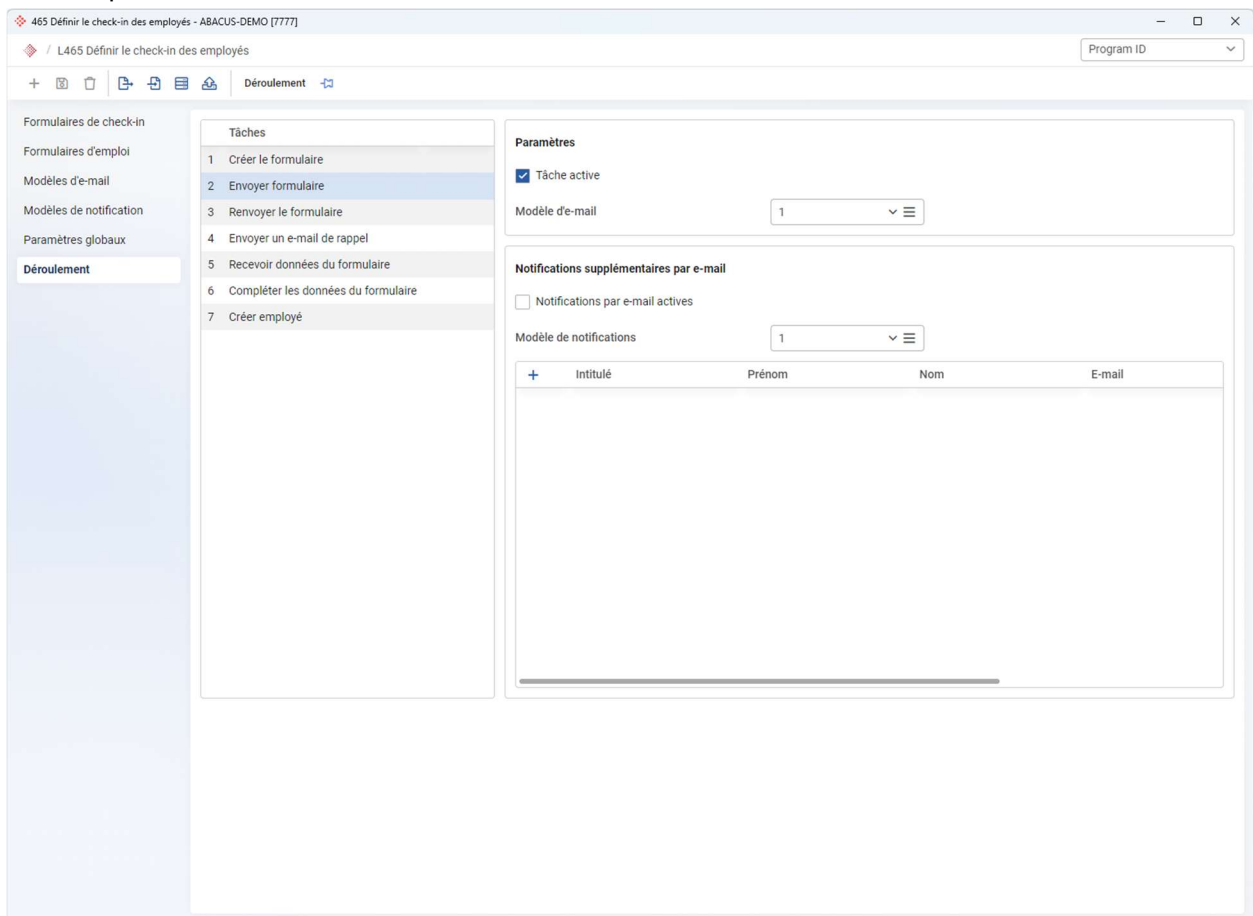 465 Définir le check-in des employés - ABACUS-DEMO [7777]
/ L465 Définir le check-in des employés
Program ID
Déroulement
Formulaires de check-in
Formulaires d'emploi
Modèles d'e-mail
Modèles de notification
Paramètres globaux
Déroulement
Tâches
1 Créer le formulaire
2 Envoyer formulaire
3 Renvoyer le formulaire
4 Envoyer un e-mail de rappel
5 Recevoir données du formulaire
6 Compléter les données du formulaire
7 Créer employé
Paramètres
Tâche active
Modèle d'e-mail 1
Notifications supplémentaires par e-mail
Notifications par e-mail actives
Modèle de notifications 1
+ Intitulé Prénom Nom E-mail